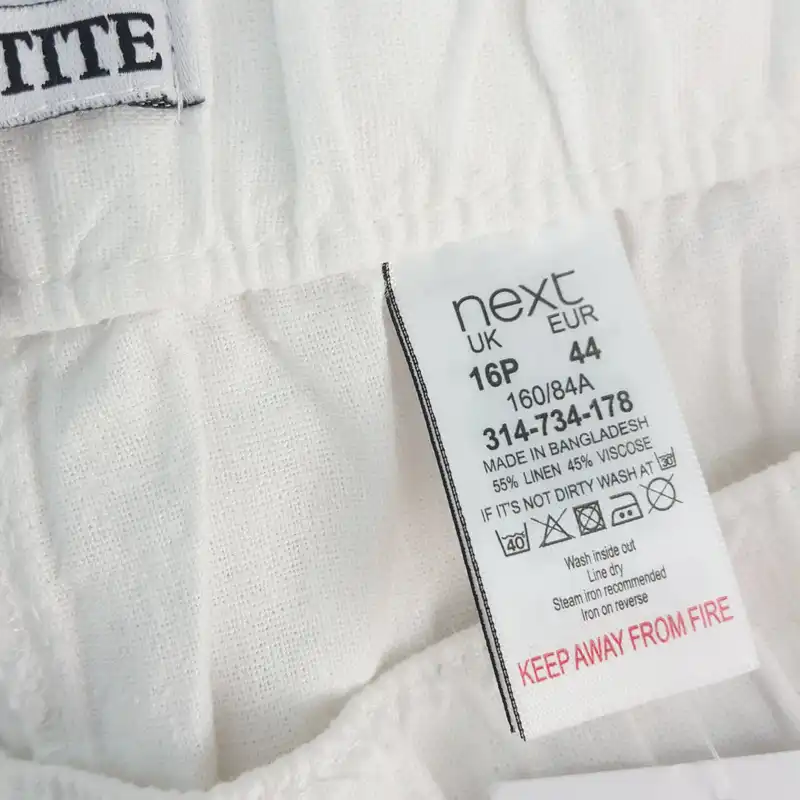 TITE
next
UK EUR
16P 44
160/84A
314-734-178
MADE IN BANGLADESH
55% LINEN 45% VISCOSE
IF IT'S NOT DIRTY WASH AT 30
40
Wash inside out
Line dry
Steam iron recommended
Iron on reverse
KEEP AWAY FROM FIRE